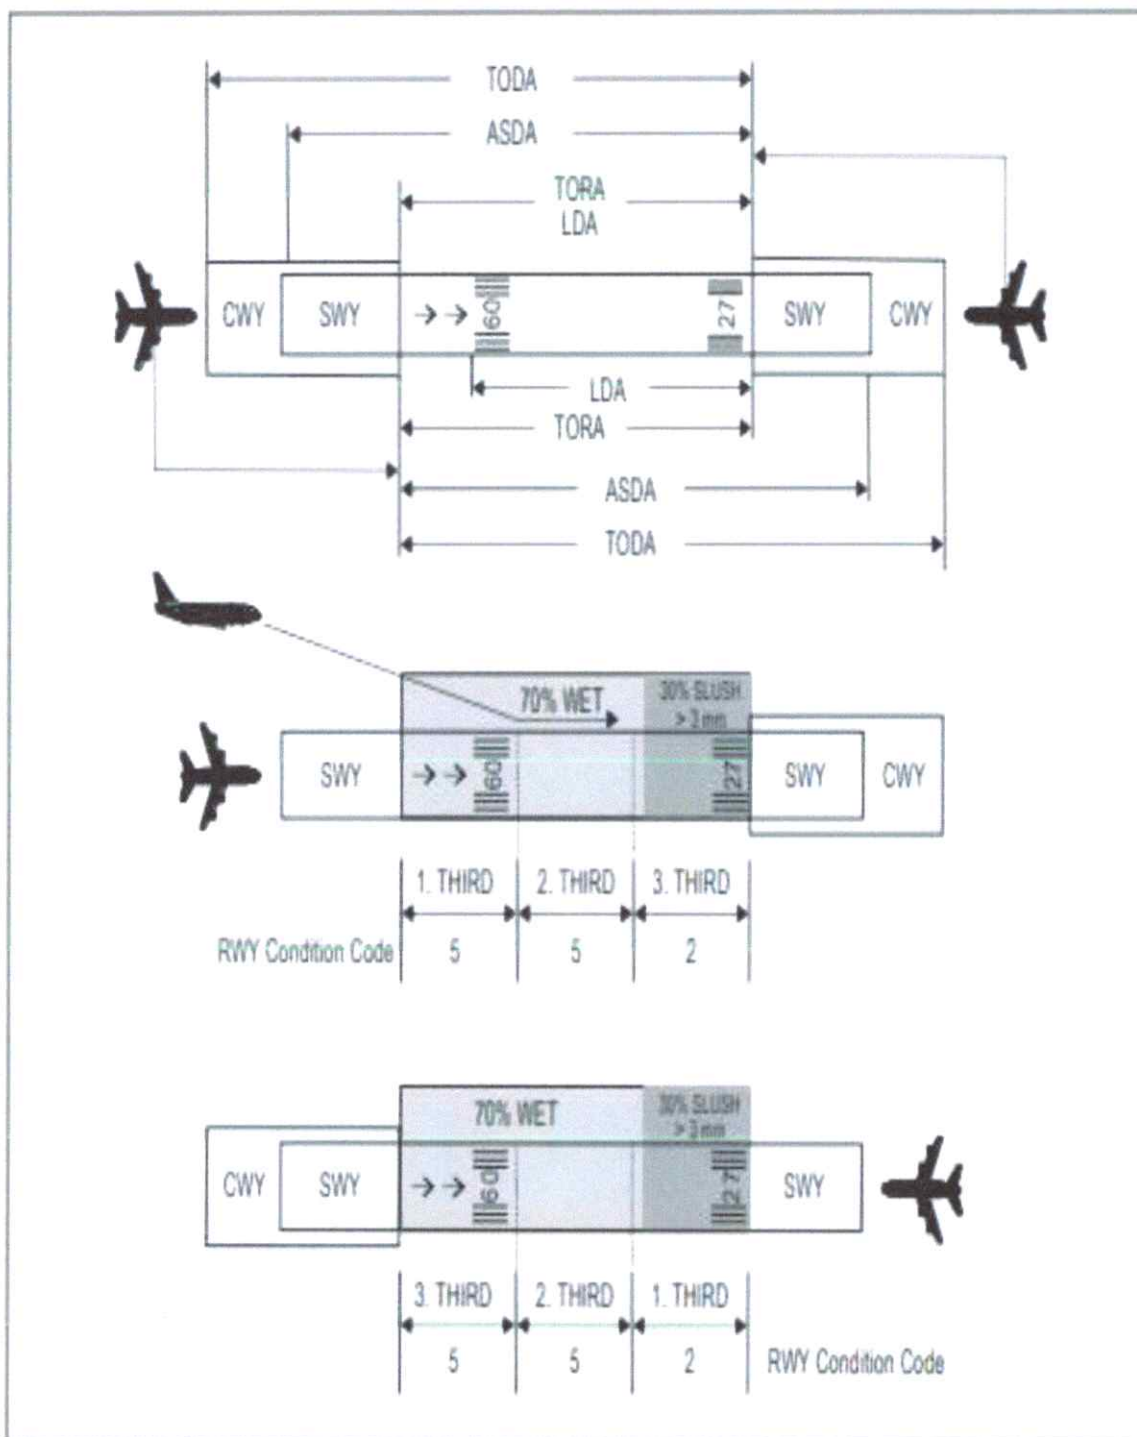 TODA
ASDA
TORA
LDA
CWY SWY → → 09 27 SWY CWY
LDA
TORA
ASDA
TODA
70% WET 30% SLUSH
> 3 mm
SWY → → 09 27 SWY CWY
1. THIRD 2. THIRD 3. THIRD
RWY Condition Code 5 5 2
70% WET 30% SLUSH
> 3 mm
CWY SWY → → 09 27 SWY
3. THIRD 2. THIRD 1. THIRD
5 5 2 RWY Condition Code